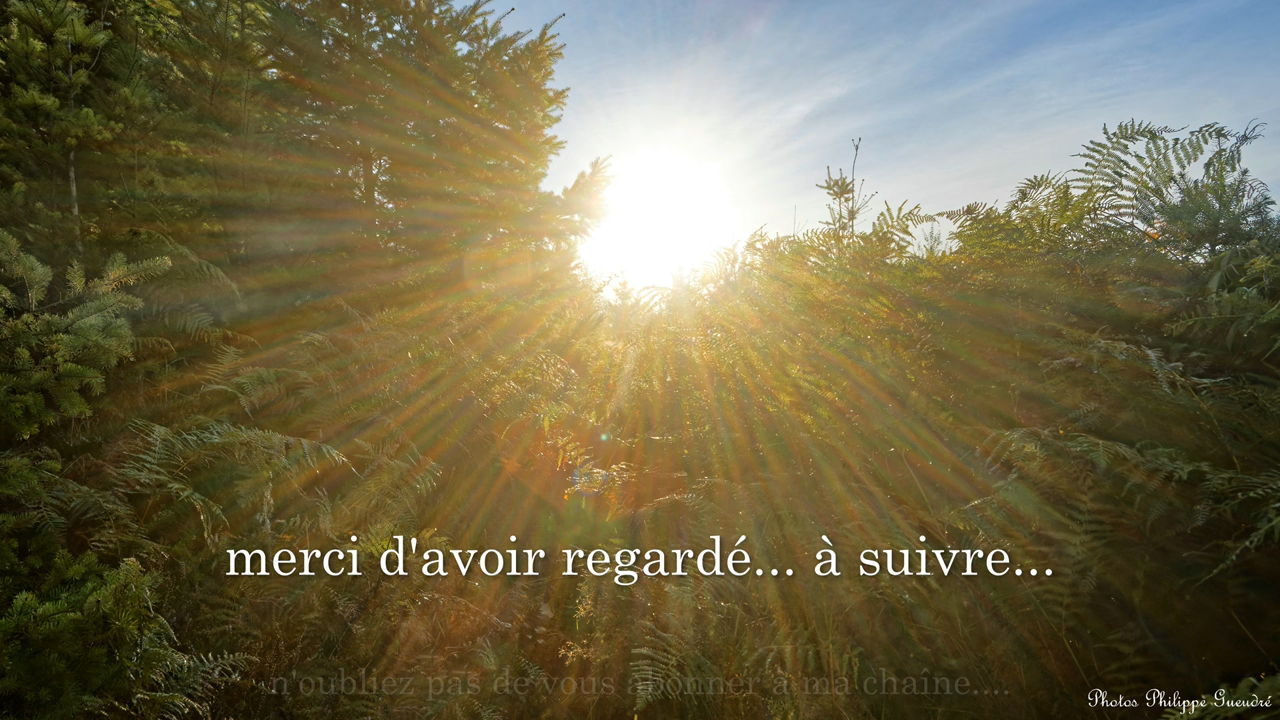 merci d'avoir regardé... à suivre...
n'oubliez pas de vous abonner à ma chaîne....
Photos Philippe Gueudré